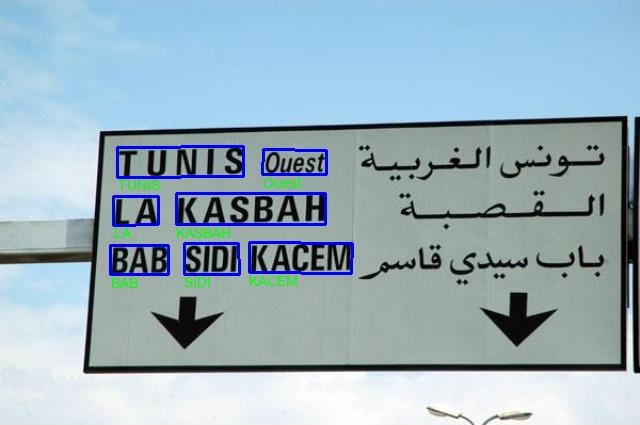 TUNIS Ouest
تونس الغربية
LA KASBAH
القصبة
BAB SIDI KACEM
باب سيدي قاسم